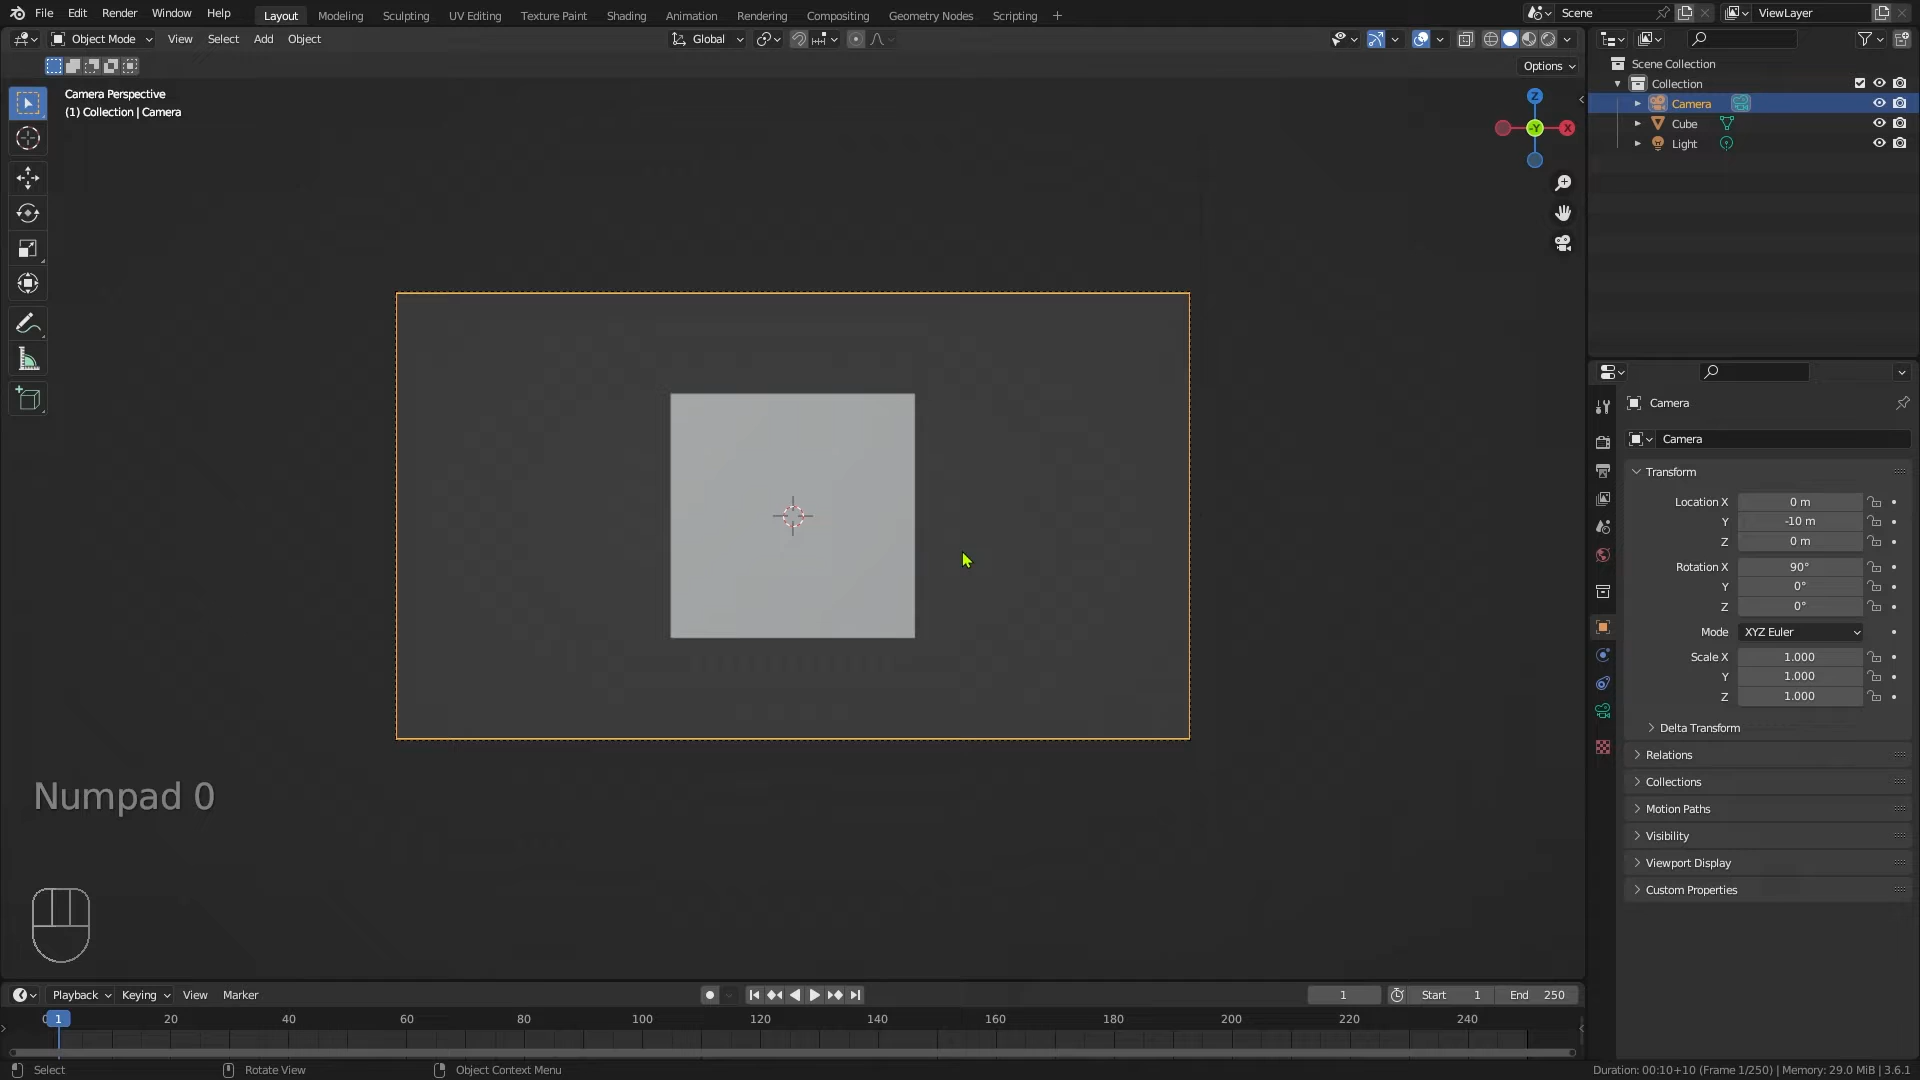 File Edit Render Window Help Layout Modeling Sculpting UV Editing Texture Paint Shading Animation Rendering Compositing Geometry Nodes Scripting + Scene ViewLayer
Object Mode View Select Add Object Global
Options
Camera Perspective
(1) Collection | Camera
Z
-Y X
Scene Collection
Collection
Camera
Cube
Light
Camera
Camera
Transform
Location X 0 m
Y -10 m
Z 0 m
Rotation X 90°
Y 0°
Z 0°
Mode XYZ Euler
Scale X 1.000
Y 1.000
Z 1.000
Delta Transform
Relations
Collections
Motion Paths
Visibility
Viewport Display
Custom Properties
Numpad 0
Playback Keying View Marker 1 Start 1 End 250
0 1 20 40 60 80 100 120 140 160 180 200 220 240
Select Rotate View Object Context Menu Duration: 00:10+10 (Frame 1/250) | Memory: 29.0 MiB | 3.6.1